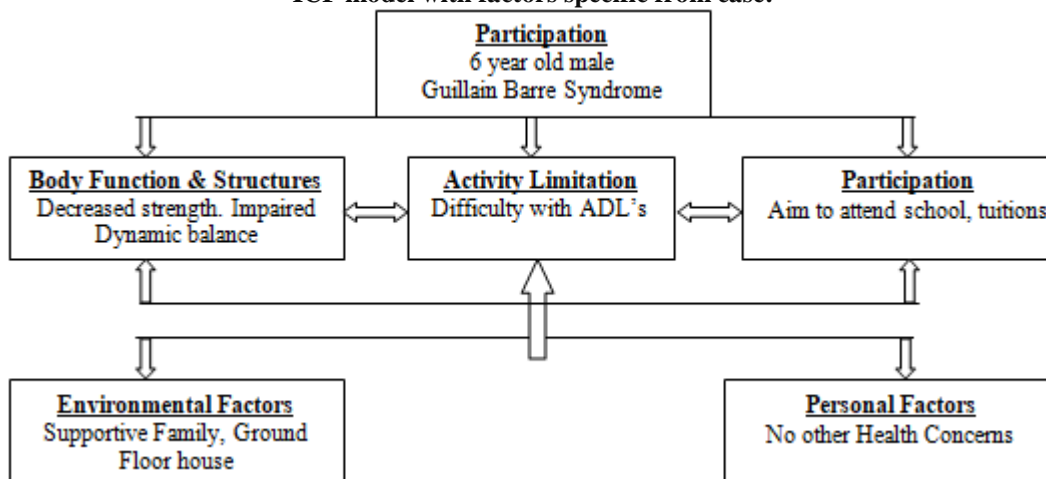 ICF model with factors specific from case:
Participation
6 year old male
Guillain Barre Syndrome
Body Function & Structures
Decreased strength. Impaired
Dynamic balance
Activity Limitation
Difficulty with ADL's
Participation
Aim to attend school, tuitions
Environmental Factors
Supportive Family, Ground
Floor house
Personal Factors
No other Health Concerns